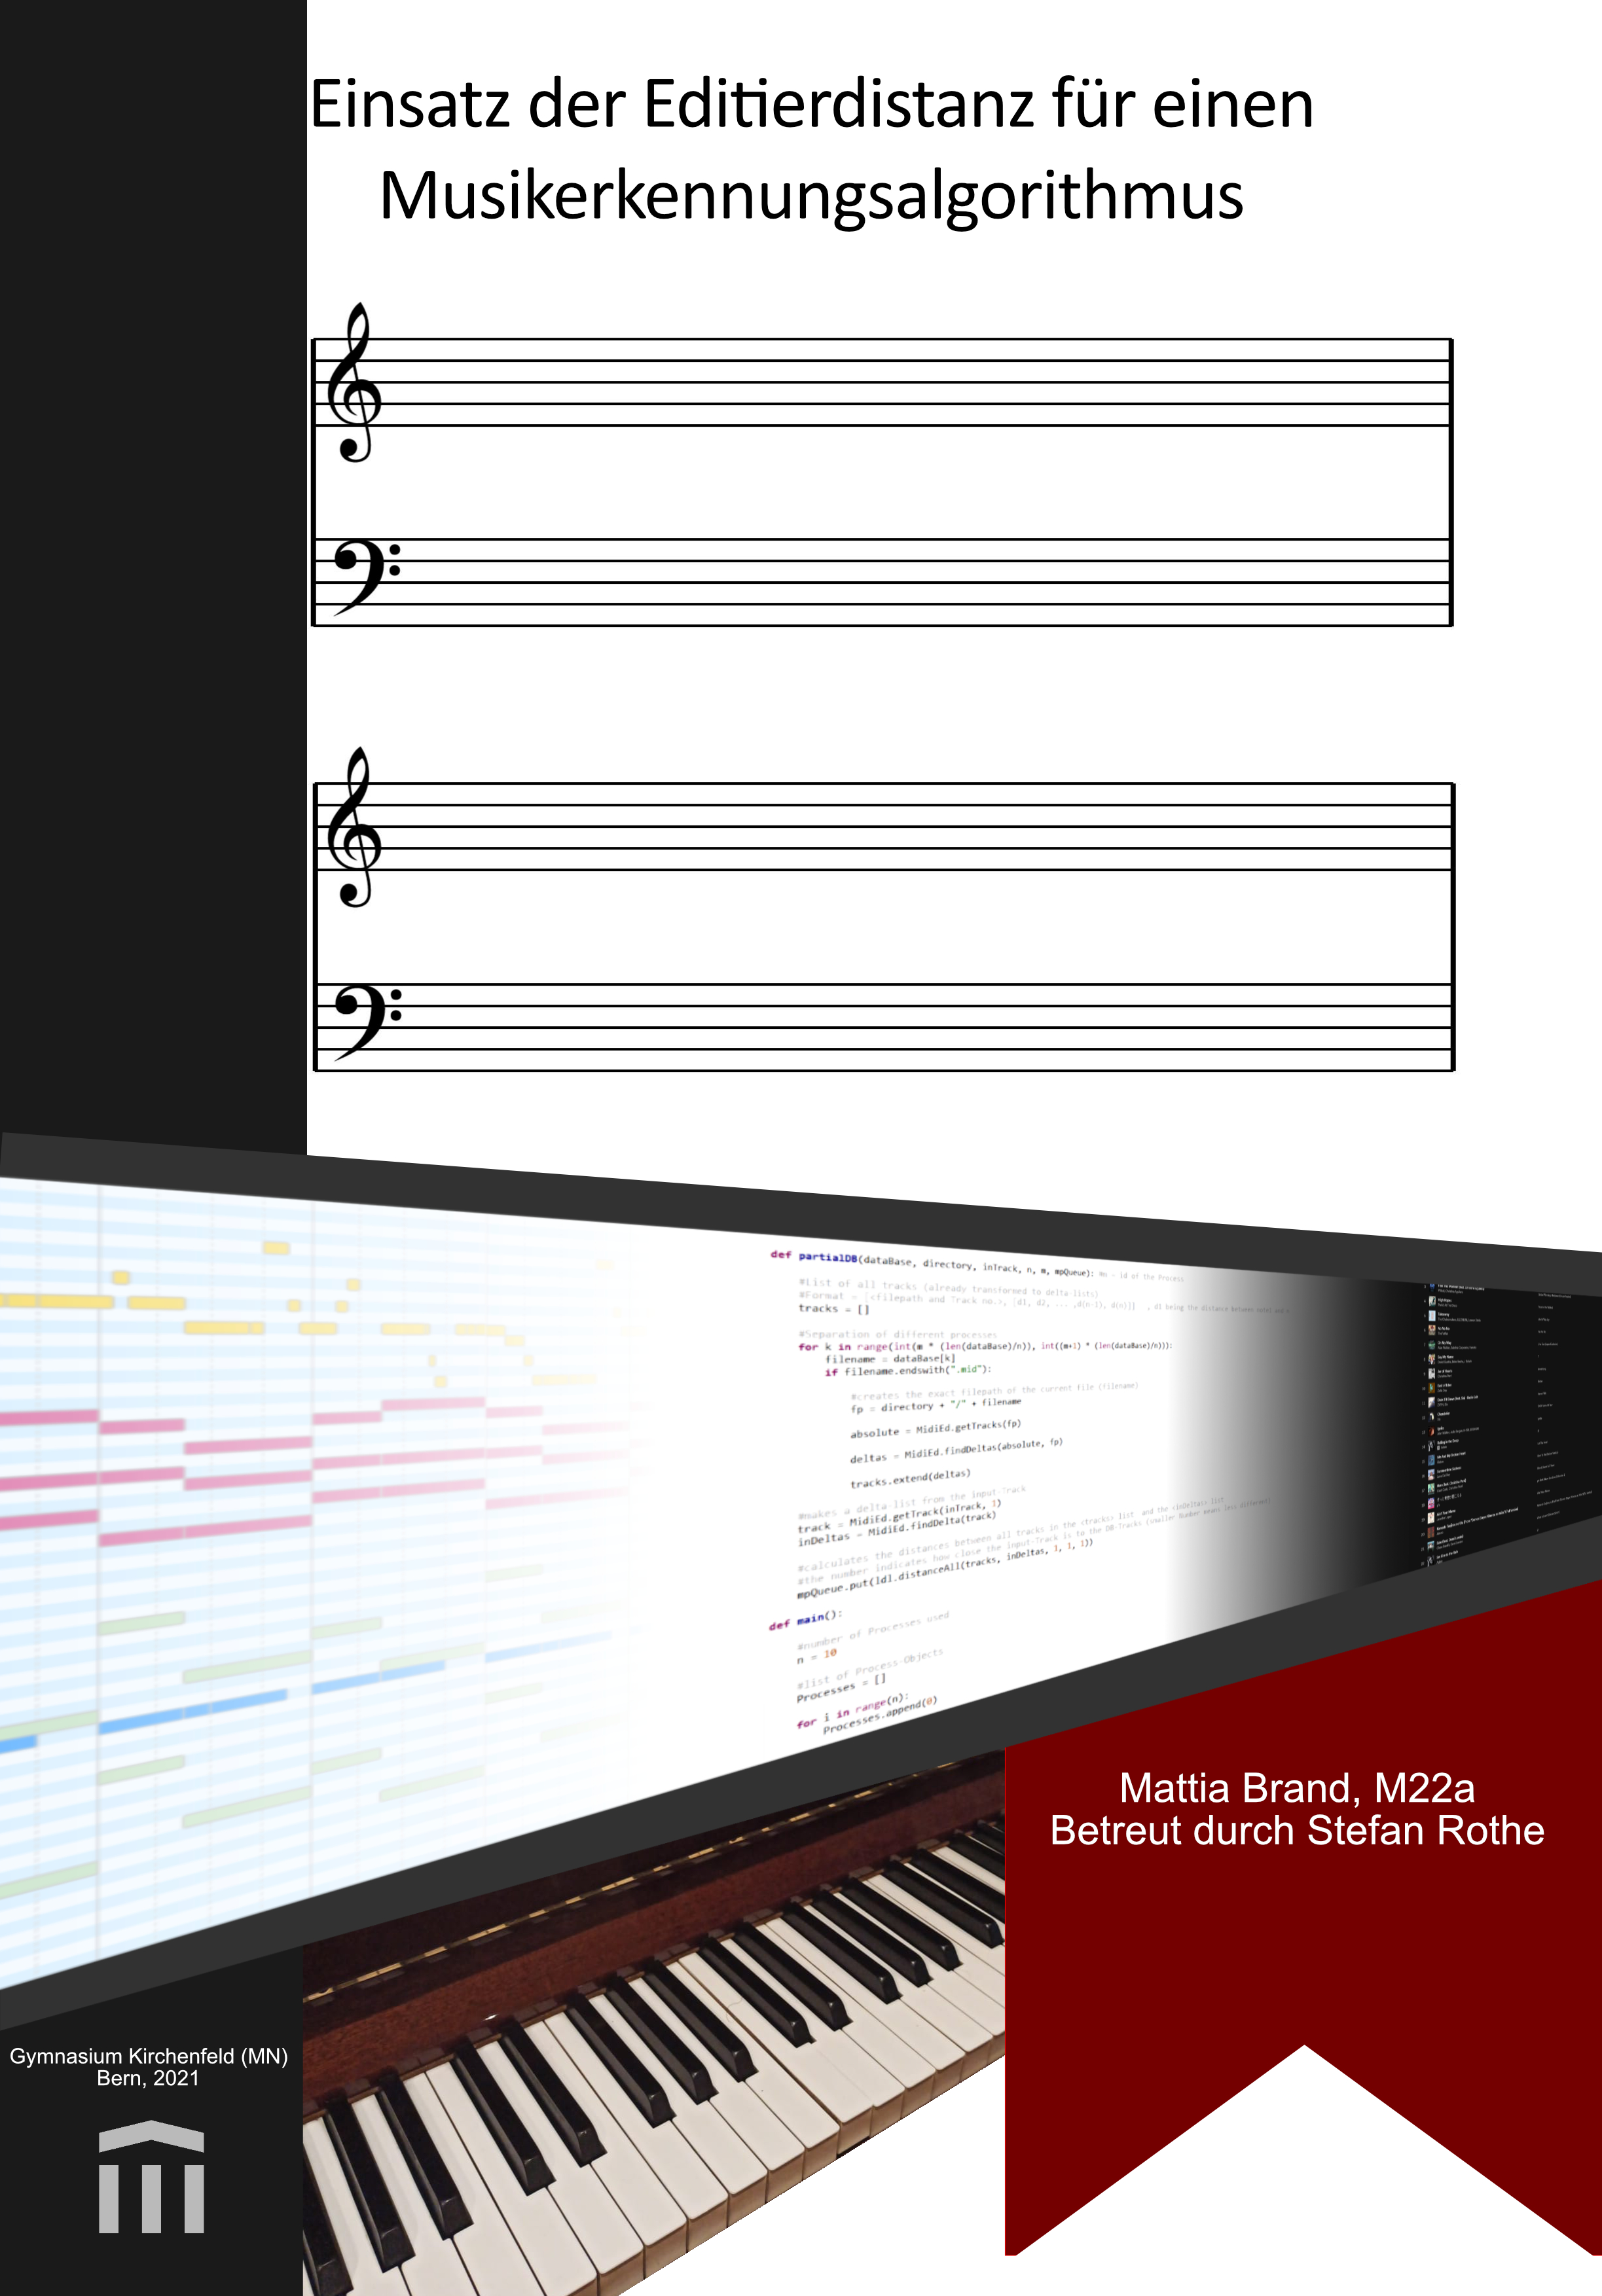 Einsatz der Editierdistanz für einen
Musikerkennungsalgorithmus
def partialDB(dataBase, directory, inTrack, n, m, mpQueue): #m - id of the Process
#List of all tracks (already transformed to delta-lists)
#Format = [<filepath and Track no.>, [d1, d2, ... ,d(n-1), d(n)]] , d1 being the distance between
tracks = []
#Separation of different processes
for k in range(int(m * (len(dataBase)/n)), int((m+1) * (len(dataBase)/n))):
filename = dataBase[k]
if filename.endswith(".mid"):
#creates the exact filepath of the current file (filename)
fp = directory + "/" + filename
absolute = MidiEd.getTracks(fp)
deltas = MidiEd.findDeltas(absolute, fp)
tracks.extend(deltas)
#makes a delta-list from the input-Track
track = MidiEd.getTrack(inTrack, 1)
inDeltas = MidiEd.findDelta(track)
#calculates the distances between all tracks in the <tracks> list and the <inDeltas> list
#the number indicates how close the input-Track is to the DB-Tracks (smaller Number means less different)
mpQueue.put(ldl.distanceAll(tracks, inDeltas, 1, 1, 1))
def main():
#number of Processes used
n = 10
#list of Process-Objects
Processes = []
for i in range(n):
Processes.append(0)
Mattia Brand, M22a
Betreut durch Stefan Rothe
Gymnasium Kirchenfeld (MN)
Bern, 2021